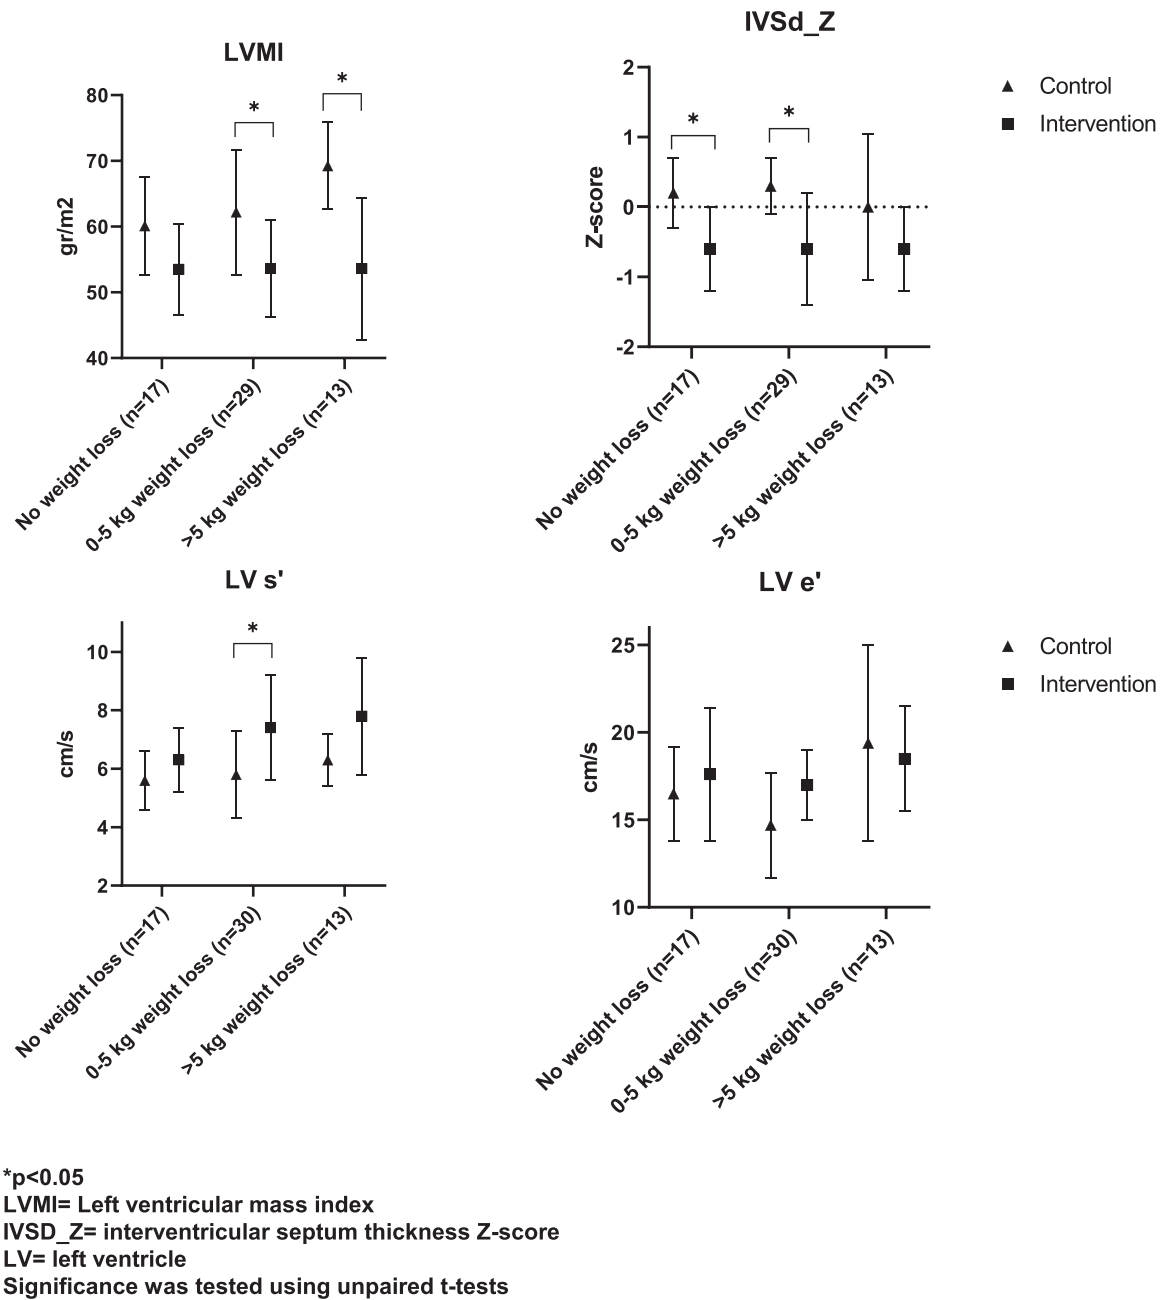 LVMI
*
*
80
70
60
50
40
gr/m2
No weight loss (n=17)
0-5 kg weight loss (n=29)
>5 kg weight loss (n=13)
IVSd_Z
*
*
2
1
0
-1
-2
Z-score
No weight loss (n=17)
0-5 kg weight loss (n=29)
>5 kg weight loss (n=13)
Control
Intervention
LV s'
*
10
8
6
4
2
cm/s
No weight loss (n=17)
0-5 kg weight loss (n=30)
>5 kg weight loss (n=13)
LV e'
25
20
15
10
cm/s
No weight loss (n=17)
0-5 kg weight loss (n=30)
>5 kg weight loss (n=13)
Control
Intervention
*p<0.05
LVMI= Left ventricular mass index
IVSD_Z= interventricular septum thickness Z-score
LV= left ventricle
Significance was tested using unpaired t-tests